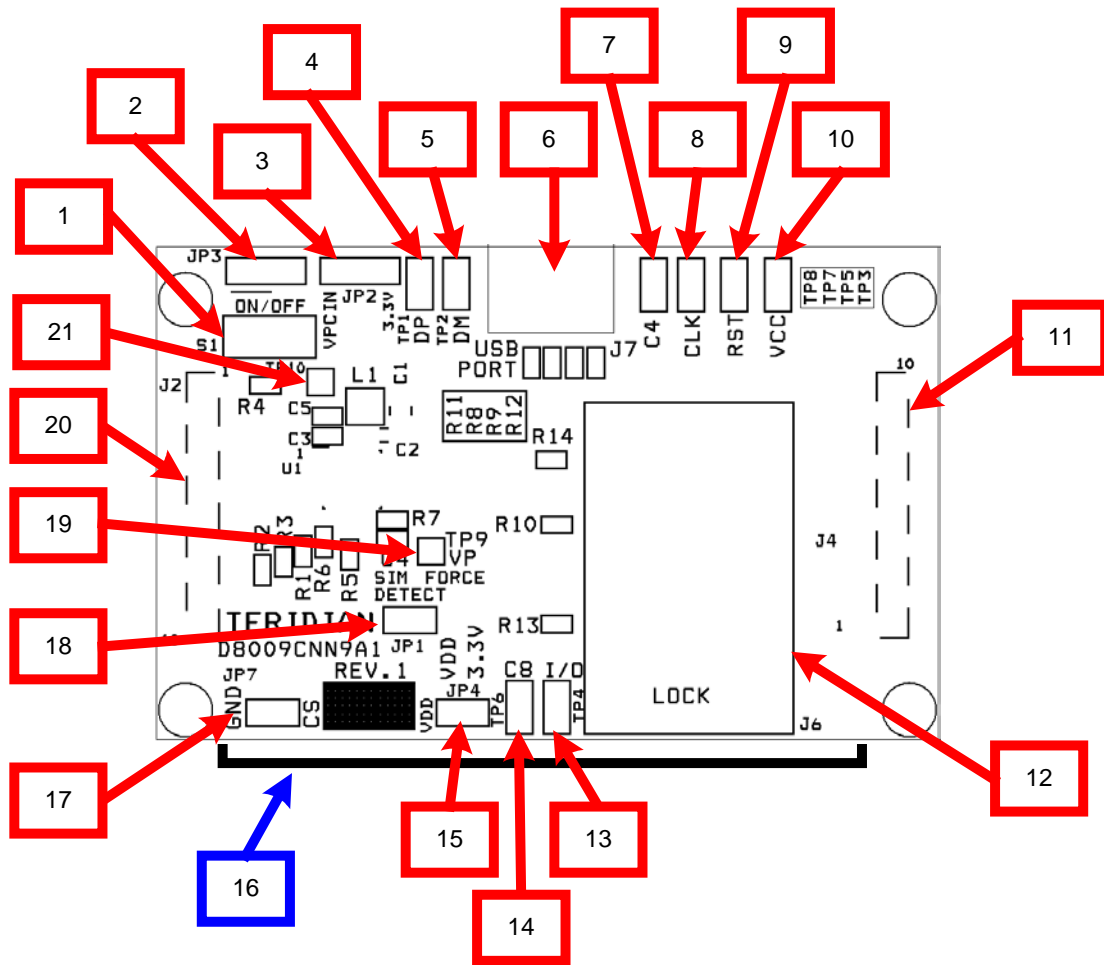 7
9
4
2
5
6
8
10
3
1
JP3
ON/OFF
S1
VPCIN
JP2
3.3V
TP1
DP
TP2
DM
C4
CLK
RST
VCC
TP8
TP7
TP5
TP3
21
11
J2
1
R4
L1
C1
USB
PORT
J7
10
20
C5
C3
1
U1
C2
R11
R8
R9
R12
R14
19
R2
R3
R1
R6
R5
R7
TP9
VP
SIM FORCE
DETECT
R10
J4
18
TERIDIAN
JP1
R13
1
D8009CNN9A1
REV.1
VDD
3.3V
JP7
GND
CS
VDD
JP4
TP6
C8
I/O
TP4
LOCK
J6
17
15
13
12
16
14